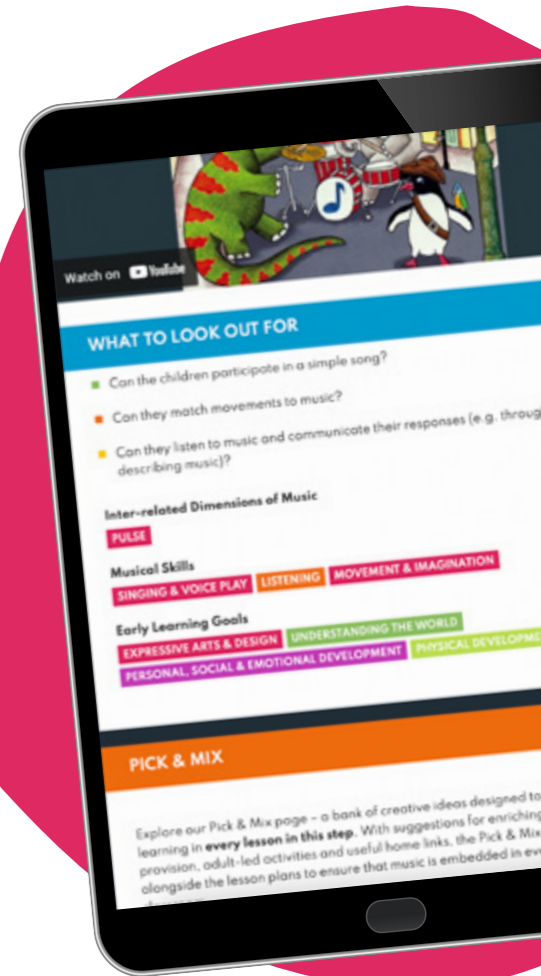 Watch on YouTube
WHAT TO LOOK OUT FOR
Can the children participate in a simple song?
Can they match movements to music?
Can they listen to music and communicate their responses (e.g. throug
describing music)?
Inter-related Dimensions of Music
PULSE
Musical Skills
SINGING & VOICE PLAY LISTENING MOVEMENT & IMAGINATION
Early Learning Goals
EXPRESSIVE ARTS & DESIGN UNDERSTANDING THE WORLD
PERSONAL, SOCIAL & EMOTIONAL DEVELOPMENT PHYSICAL DEVELOPME
PICK & MIX
Explore our Pick & Mix page – a bank of creative ideas designed to
learning in every lesson in this step. With suggestions for enriching
provision, adult-led activities and useful home links, the Pick & Mix
alongside the lesson plans to ensure that music is embedded in eve